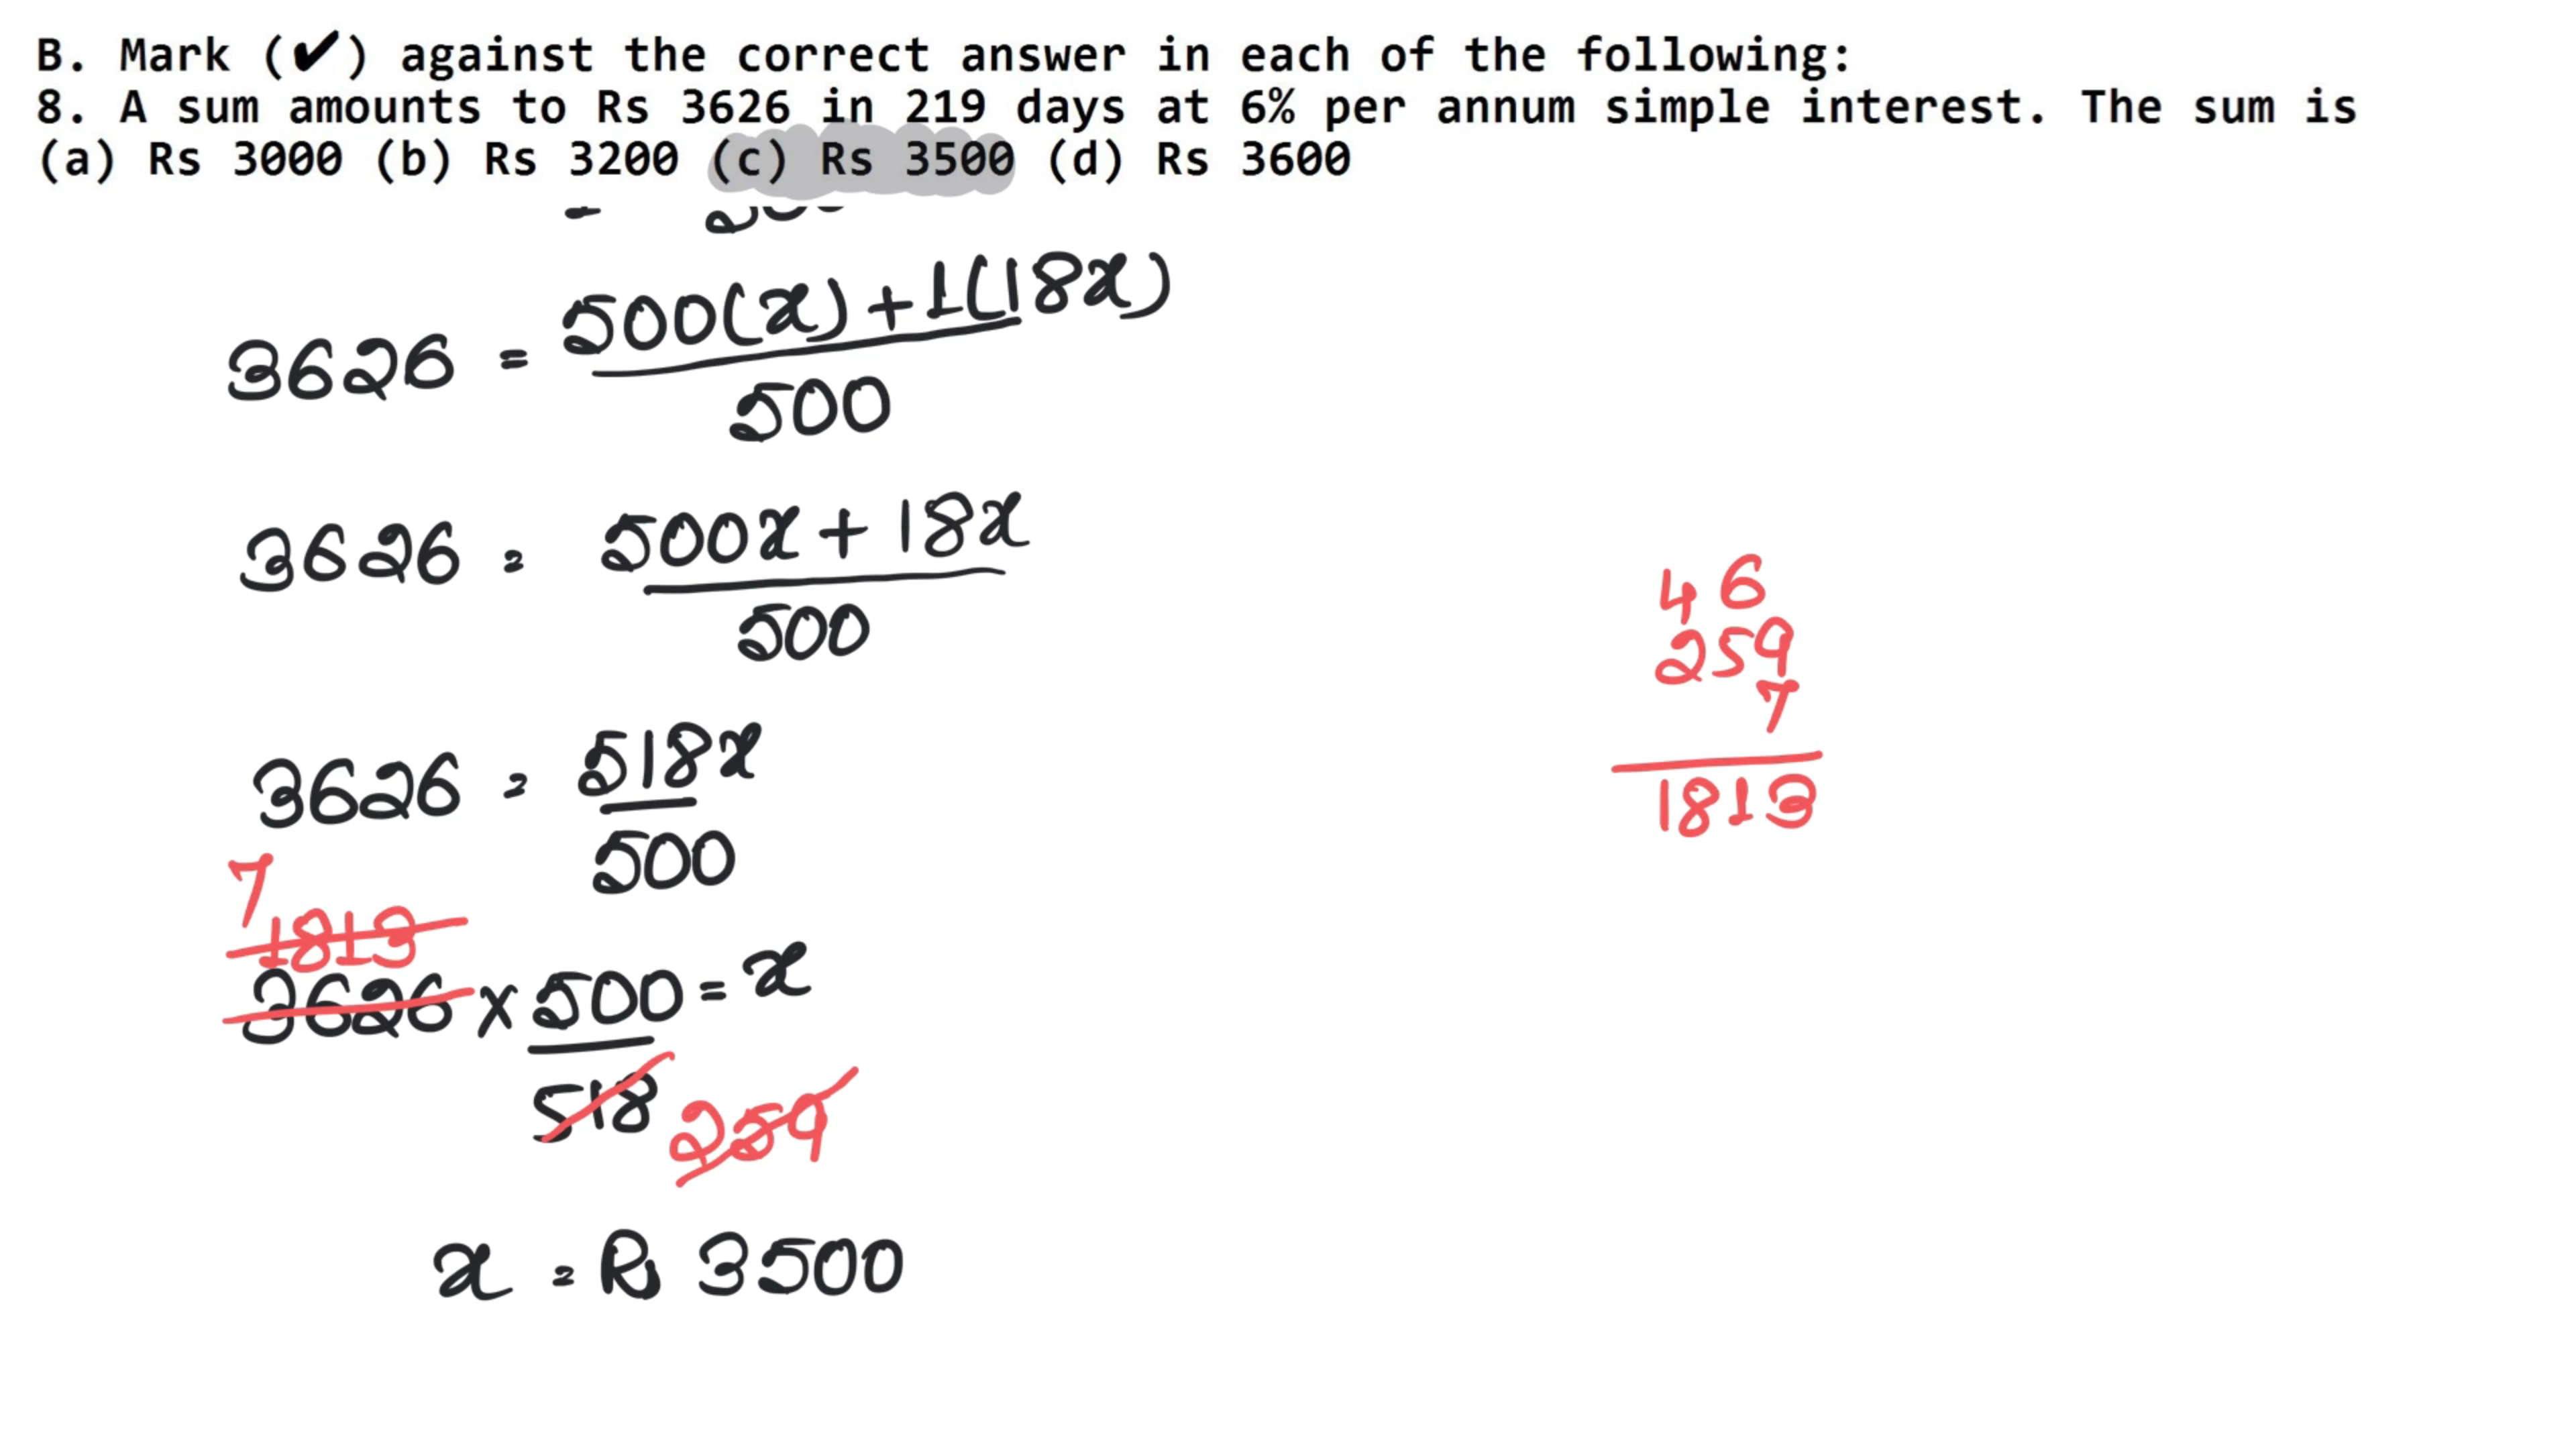 B. Mark (✔) against the correct answer in each of the following:
8. A sum amounts to Rs 3626 in 219 days at 6% per annum simple interest. The sum is
(a) Rs 3000 (b) Rs 3200 (c) Rs 3500 (d) Rs 3600
3626 = 500(x) + 1(18x)
500
3626 = 500x + 18x
500
4 6
259
7
1813
3626 = 518x
500
7
1813
3626 x 500 = x
518 259
x = Rs 3500